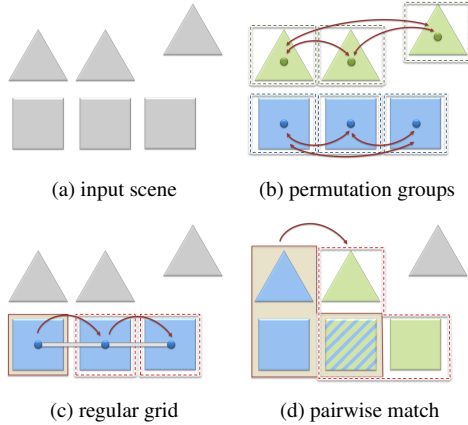 (a) input scene
(b) permutation groups
(c) regular grid
(d) pairwise match